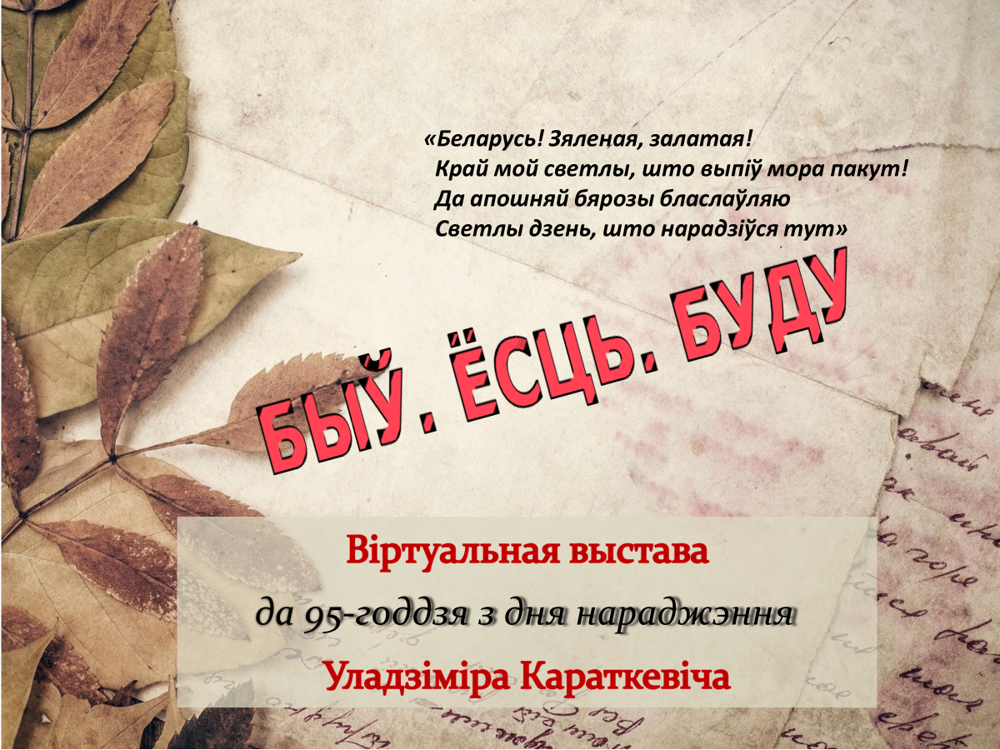 «Беларусь! Зяленая, залатая!
Край мой светлы, што выпіў мора пакут!
Да апошняй бярозы бласлаўляю
Светлы дзень, што нарадзіўся тут»
БЫЎ. ЁСЦЬ. БУДУ
Віртуальная выстава
да 95-годдзя з дня нараджэння
Уладзіміра Караткевіча